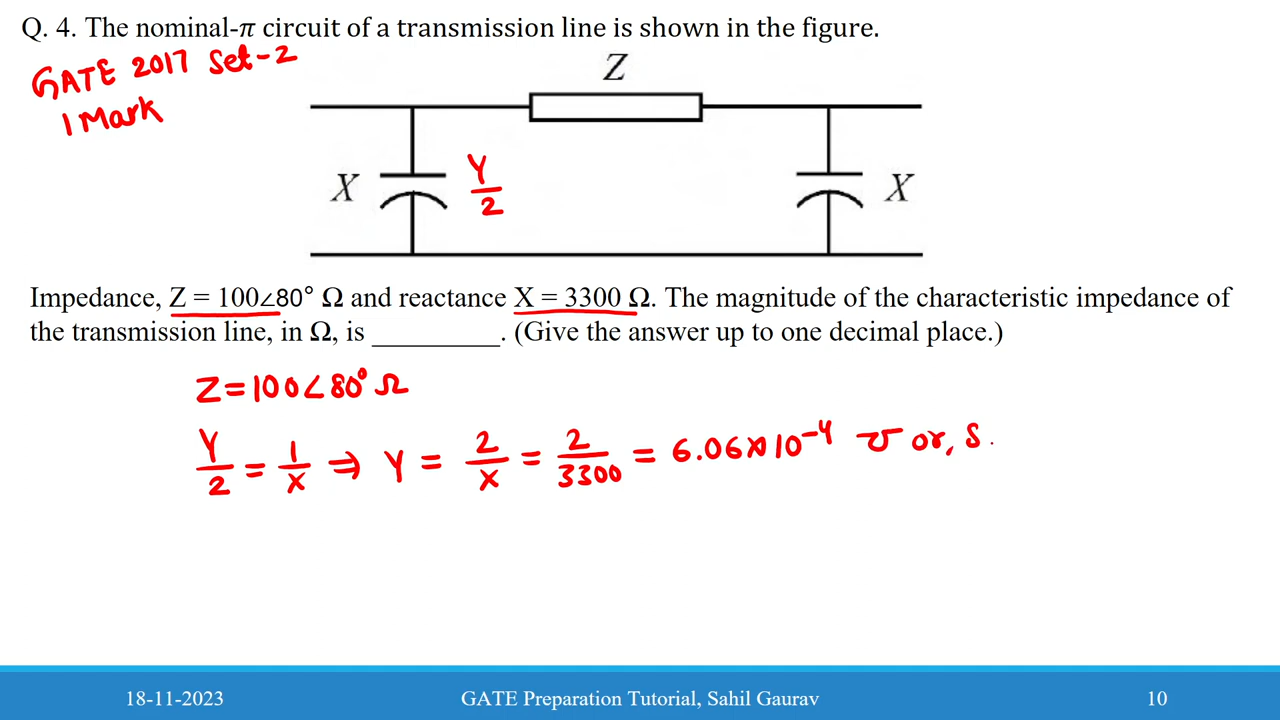 Q. 4. The nominal-π circuit of a transmission line is shown in the figure.
GATE 2017 Set-2
1 Mark
Z
X
Y/2
X
Impedance, Z = 100∠80° Ω and reactance X = 3300 Ω. The magnitude of the characteristic impedance of
the transmission line, in Ω, is _________. (Give the answer up to one decimal place.)
Z = 100∠80° Ω
Y/2 = 1/X ⇒ Y = 2/X = 2/3300 = 6.06×10⁻⁴ ℧ or, S.
18-11-2023 GATE Preparation Tutorial, Sahil Gaurav 10